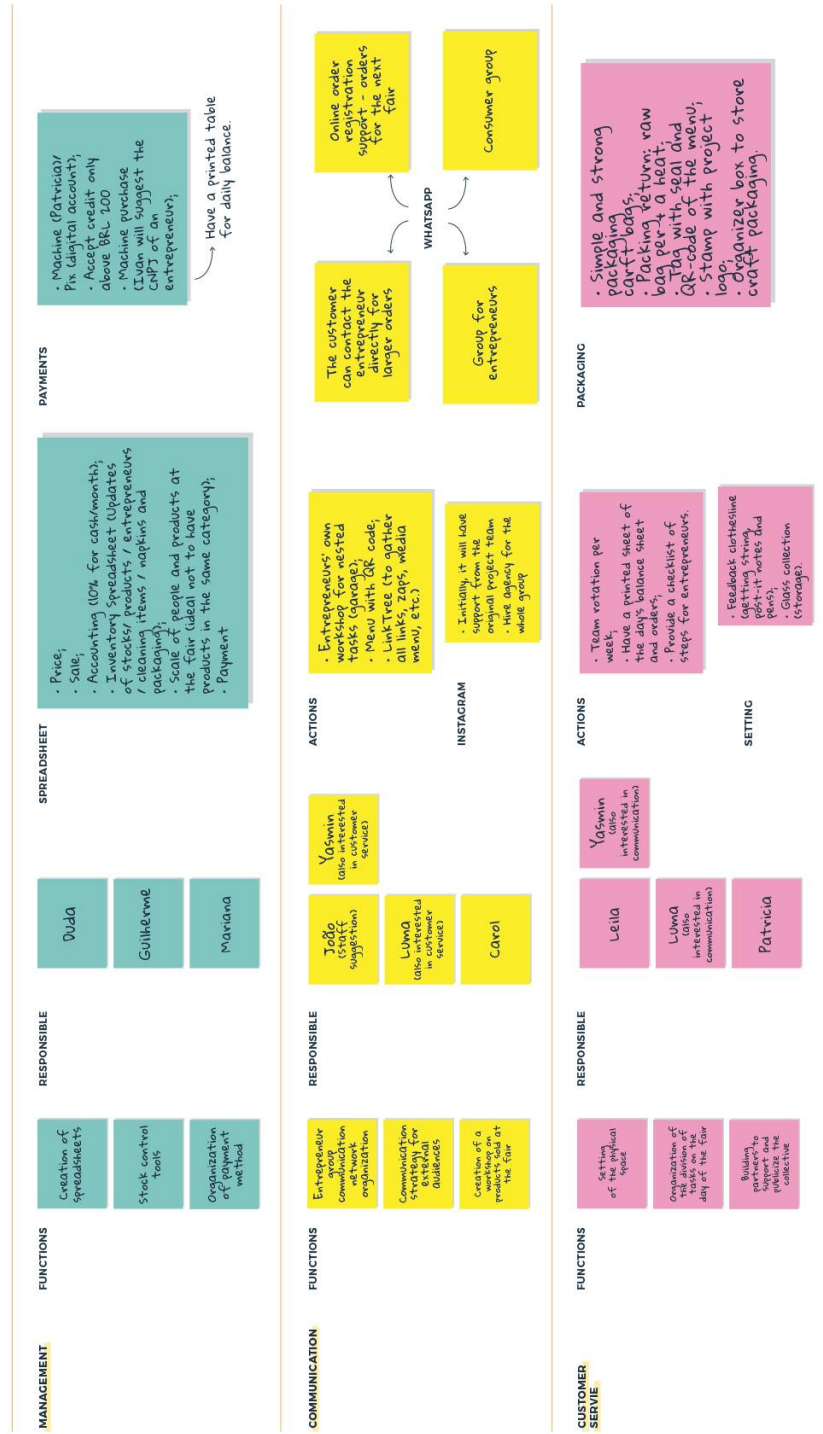 MANAGEMENT
FUNCTIONS
Creation of
spreadsheets
Stock control
tools
Organization
of payment
method
RESPONSIBLE
Duda
Guilherme
Mariana
SPREADSHEET
· Price;
· Sale;
· Accounting (10% for cash/month);
· Inventory Spreadsheet (Updates
of stocks/ products / entrepreneurs
/ cleaning items / napkins and
packaging);
· Scale of people and products at
the fair (ideal not to have
products in the same category);
· Payment
PAYMENTS
· Machine (Patricia)/
Pix (digital account);
· Accept credit only
above BRL 200
· Machine purchase
(Ivan will suggest the
CNPJ of an
entrepreneur);
Have a printed table
for daily balance.
COMMUNICATION
FUNCTIONS
Entrepreneur
group
communication
network
organization
Communication
strategy for
external
audiences
Creation of a
workshop on
products sold at
the fair
RESPONSIBLE
João
(staff
suggestion)
Luma
(also interested
in customer
service)
Carol
Yasmin
(also interested
in customer
service)
ACTIONS
· Entrepreneurs' own
workshop for nested
tasks (garage);
· Menu with QR code;
· LinkTree (to gather
all links, zaps, media
menu, etc.)
INSTAGRAM
· Initially, it will have
support from the
original project team
· Hire agency for the
whole group
The customer
can contact the
entrepreneur
directly for
larger orders
Group for
entrepreneurs
WHATSAPP
Online order
registration
support - orders
for the next
fair
Consumer group
CUSTOMER
SERVIE
FUNCTIONS
Setting
of the physical
space
Organization of
the division of
tasks on the
day of the fair
Building
partners to
support and
publicize the
collective
RESPONSIBLE
Leila
Luma
(also
interested in
communication)
Patricia
Yasmin
(also
interested in
communication)
ACTIONS
· Team rotation per
week;
· Have a printed sheet of
the day's balance sheet
and orders,
· Provide a checklist of
steps for entrepreneurs.
SETTING
· Feedback clothesline
(getting string,
post-it notes and
pens);
· Glass collection
(storage).
PACKAGING
· Simple and strong
packaging
carft bags,
· Packing return: raw
bag per + a heat.
· Tag with seal and
QR-code of the menu,
· Stamp with project
logo;
· Organizer box to store
craft packaging.